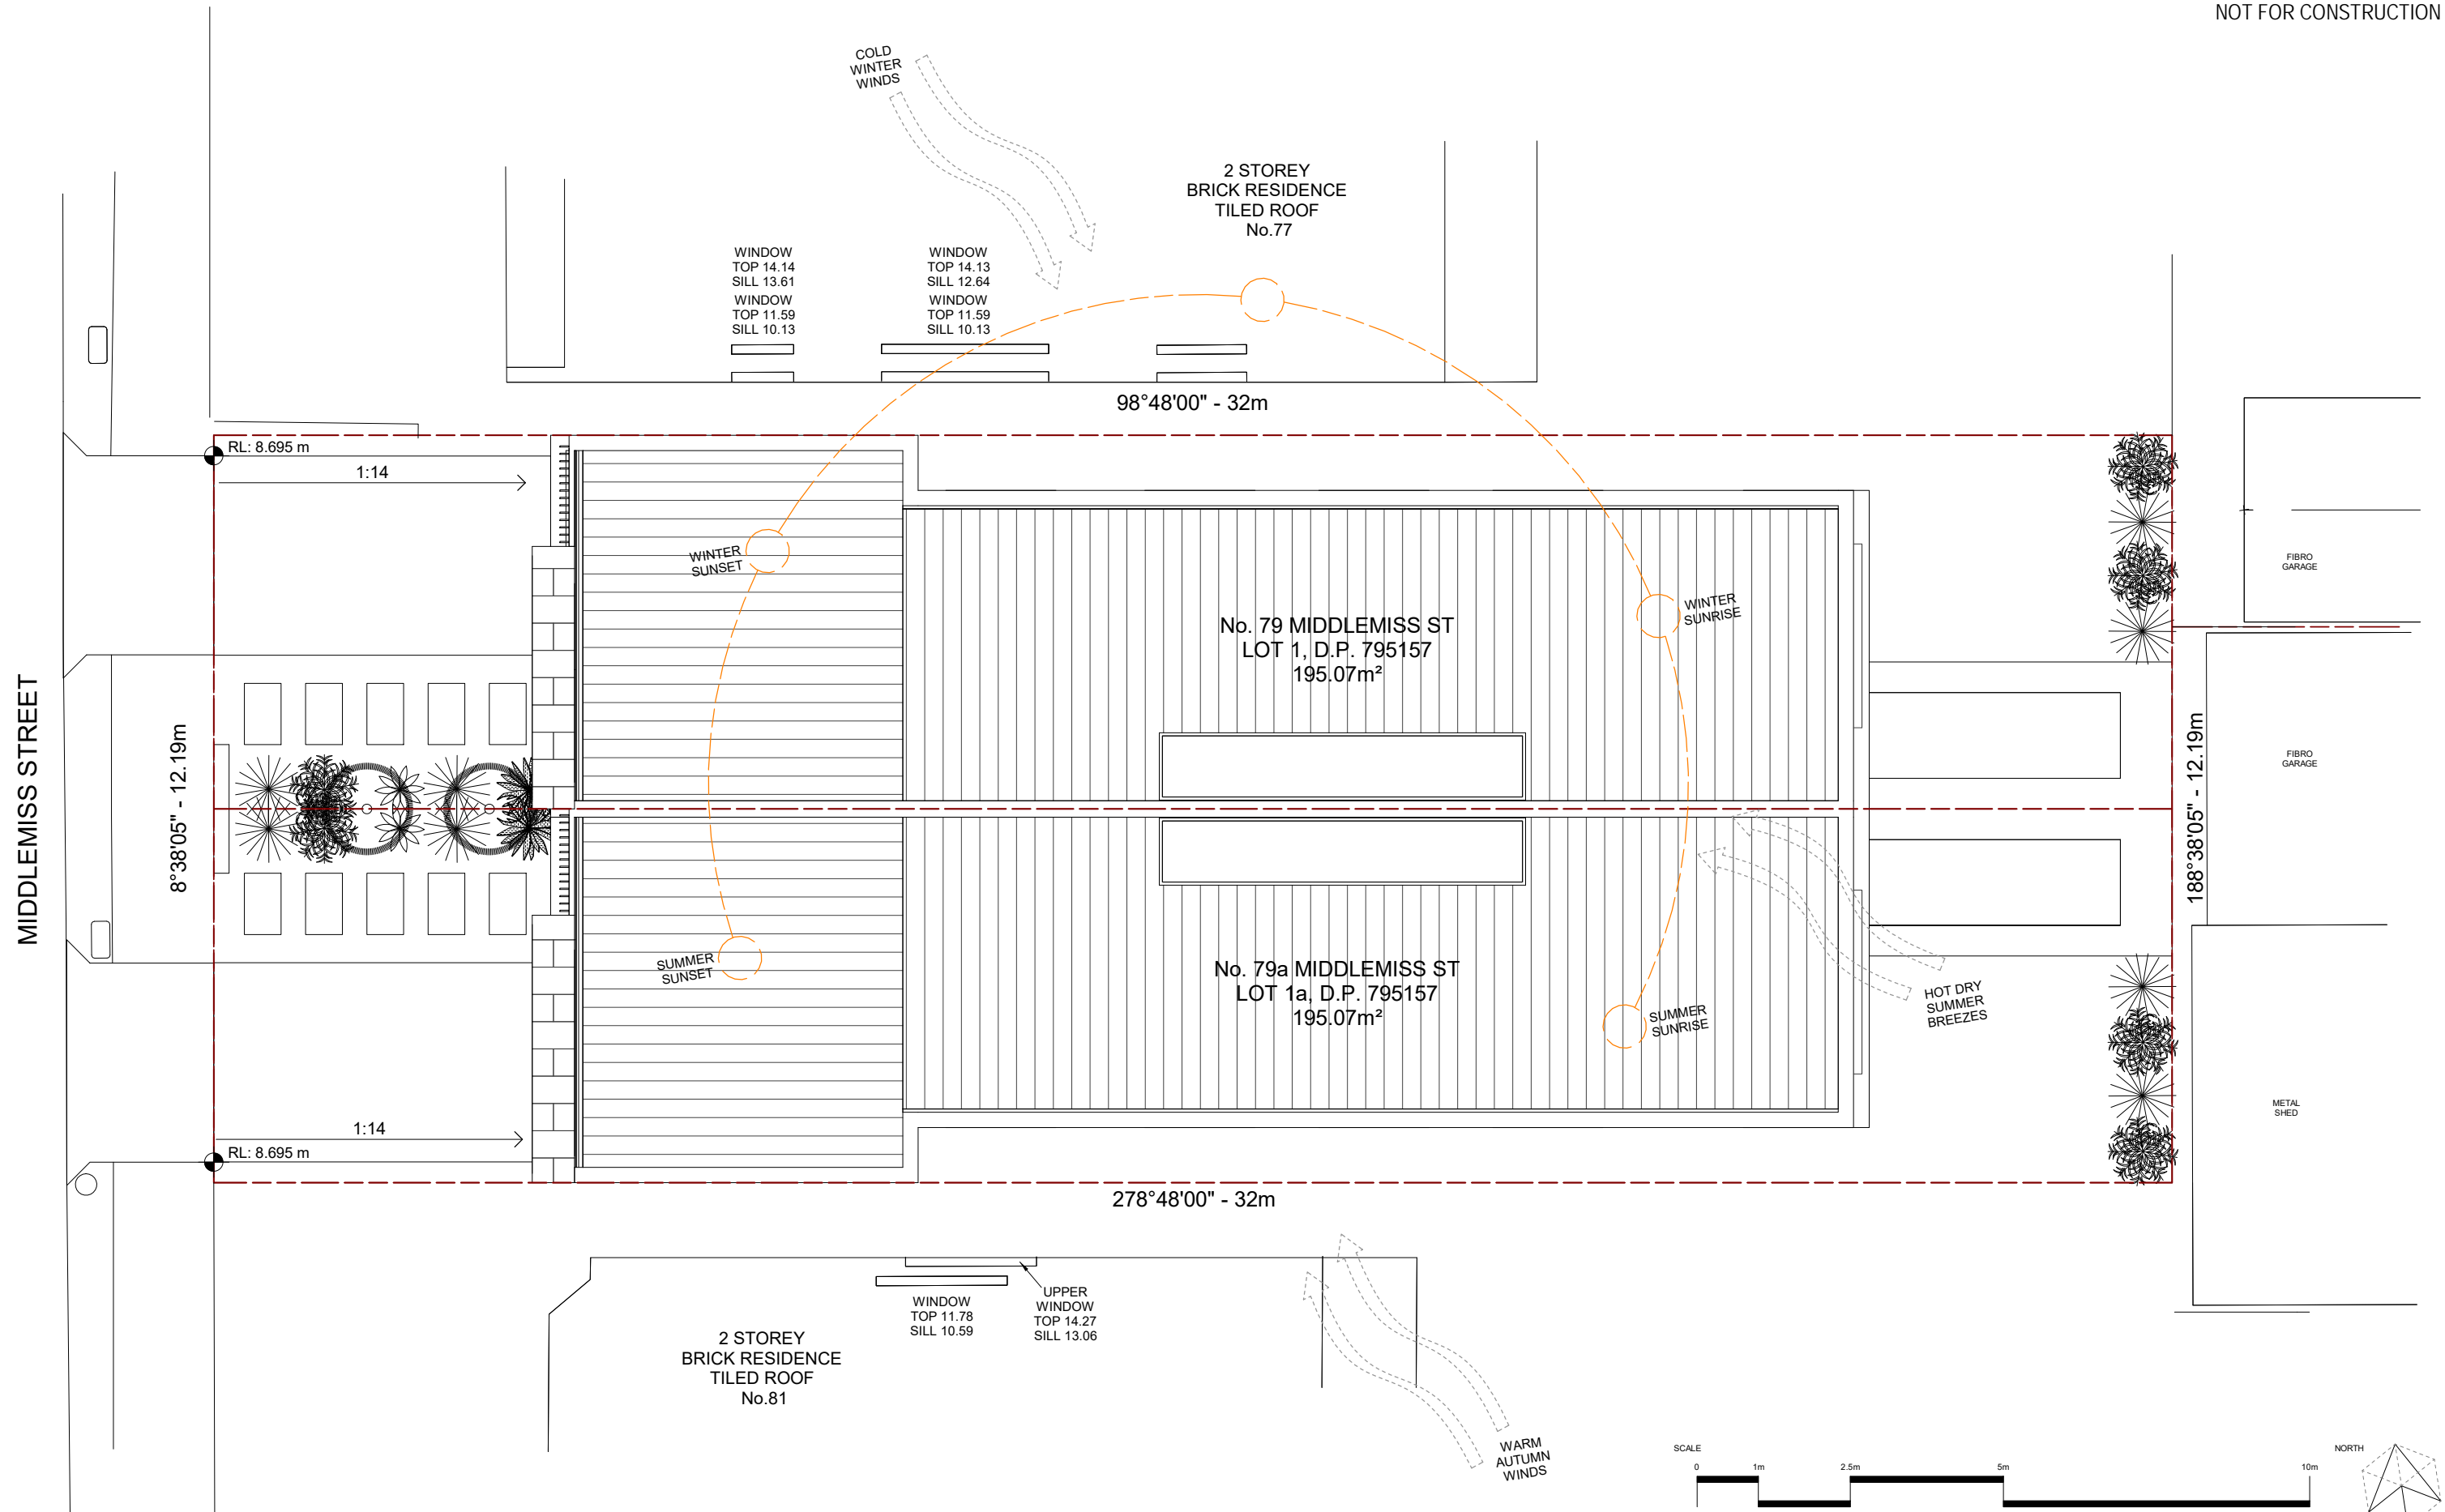 NOT FOR CONSTRUCTION
COLD
WINTER
WINDS
2 STOREY
BRICK RESIDENCE
TILED ROOF
No.77
WINDOW
TOP 14.14
SILL 13.61
WINDOW
TOP 11.59
SILL 10.13
WINDOW
TOP 14.13
SILL 12.64
WINDOW
TOP 11.59
SILL 10.13
98°48'00" - 32m
RL: 8.695 m
1:14
WINTER
SUNSET
WINTER
SUNRISE
FIBRO
GARAGE
No. 79 MIDDLEMISS ST
LOT 1, D.P. 795157
195.07m²
MIDDLEMISS STREET
8°38'05" - 12.19m
188°38'05" - 12.19m
FIBRO
GARAGE
SUMMER
SUNSET
No. 79a MIDDLEMISS ST
LOT 1a, D.P. 795157
195.07m²
SUMMER
SUNRISE
HOT DRY
SUMMER
BREEZES
METAL
SHED
1:14
RL: 8.695 m
278°48'00" - 32m
WINDOW
TOP 11.78
SILL 10.59
UPPER
WINDOW
TOP 14.27
SILL 13.06
2 STOREY
BRICK RESIDENCE
TILED ROOF
No.81
WARM
AUTUMN
WINDS
SCALE
0 1m 2.5m 5m 10m
NORTH